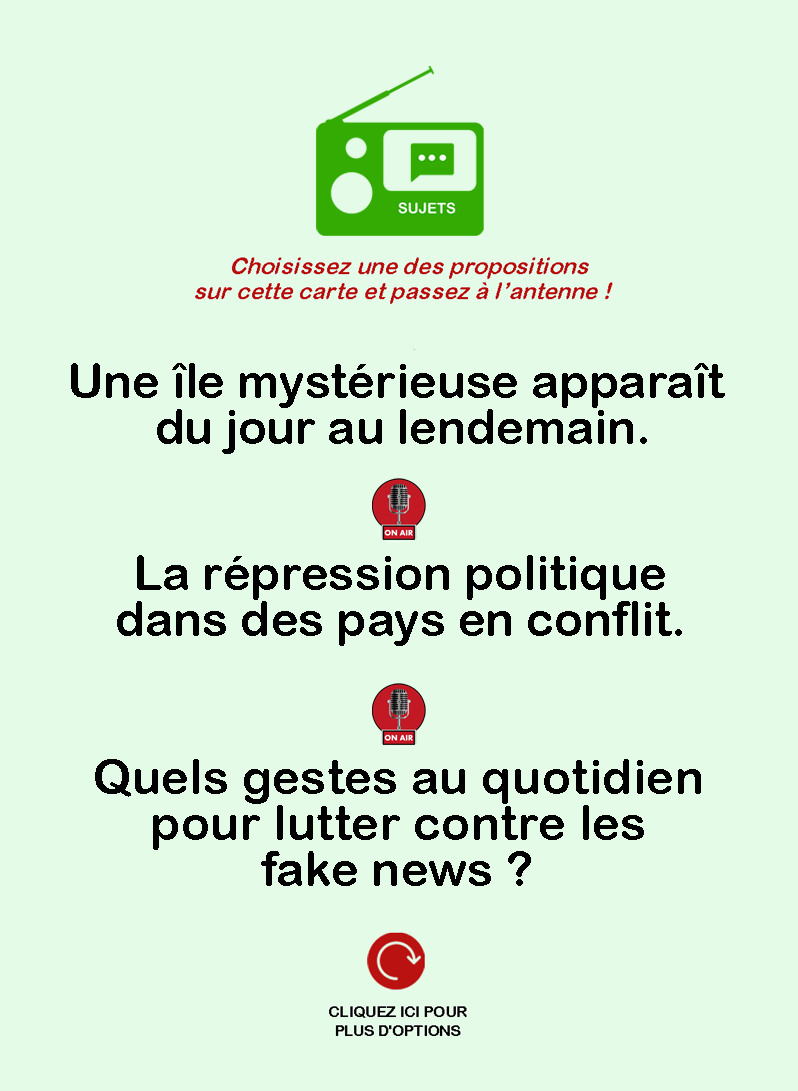 SUJETS
Choisissez une des propositions
sur cette carte et passez à l’antenne !
Une île mystérieuse apparaît
du jour au lendemain.
ON AIR
La répression politique
dans des pays en conflit.
ON AIR
Quels gestes au quotidien
pour lutter contre les
fake news ?
CLIQUEZ ICI POUR
PLUS D'OPTIONS